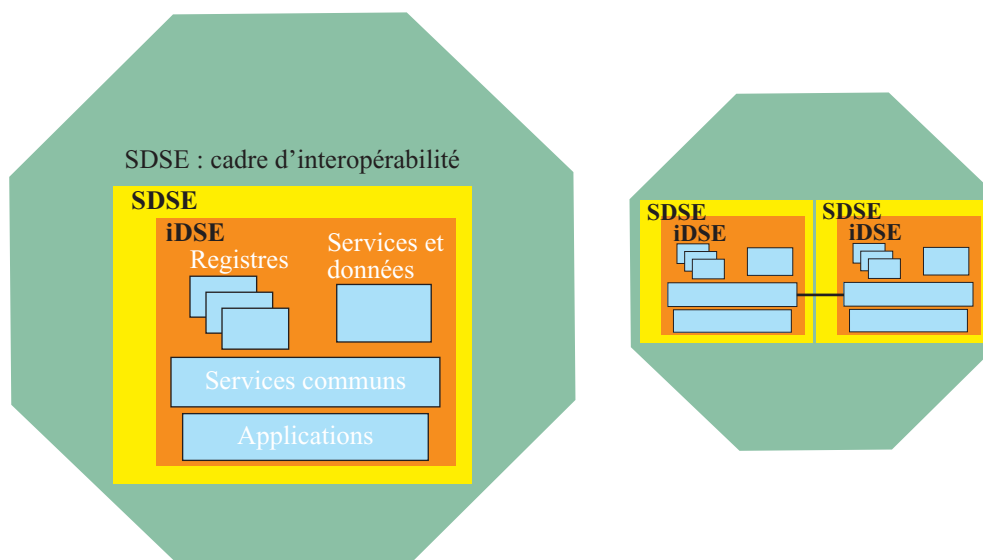 SDSE : cadre d'interopérabilité
SDSE
iDSE
Registres
Services et
données
Services communs
Applications
SDSE
iDSE
SDSE
iDSE